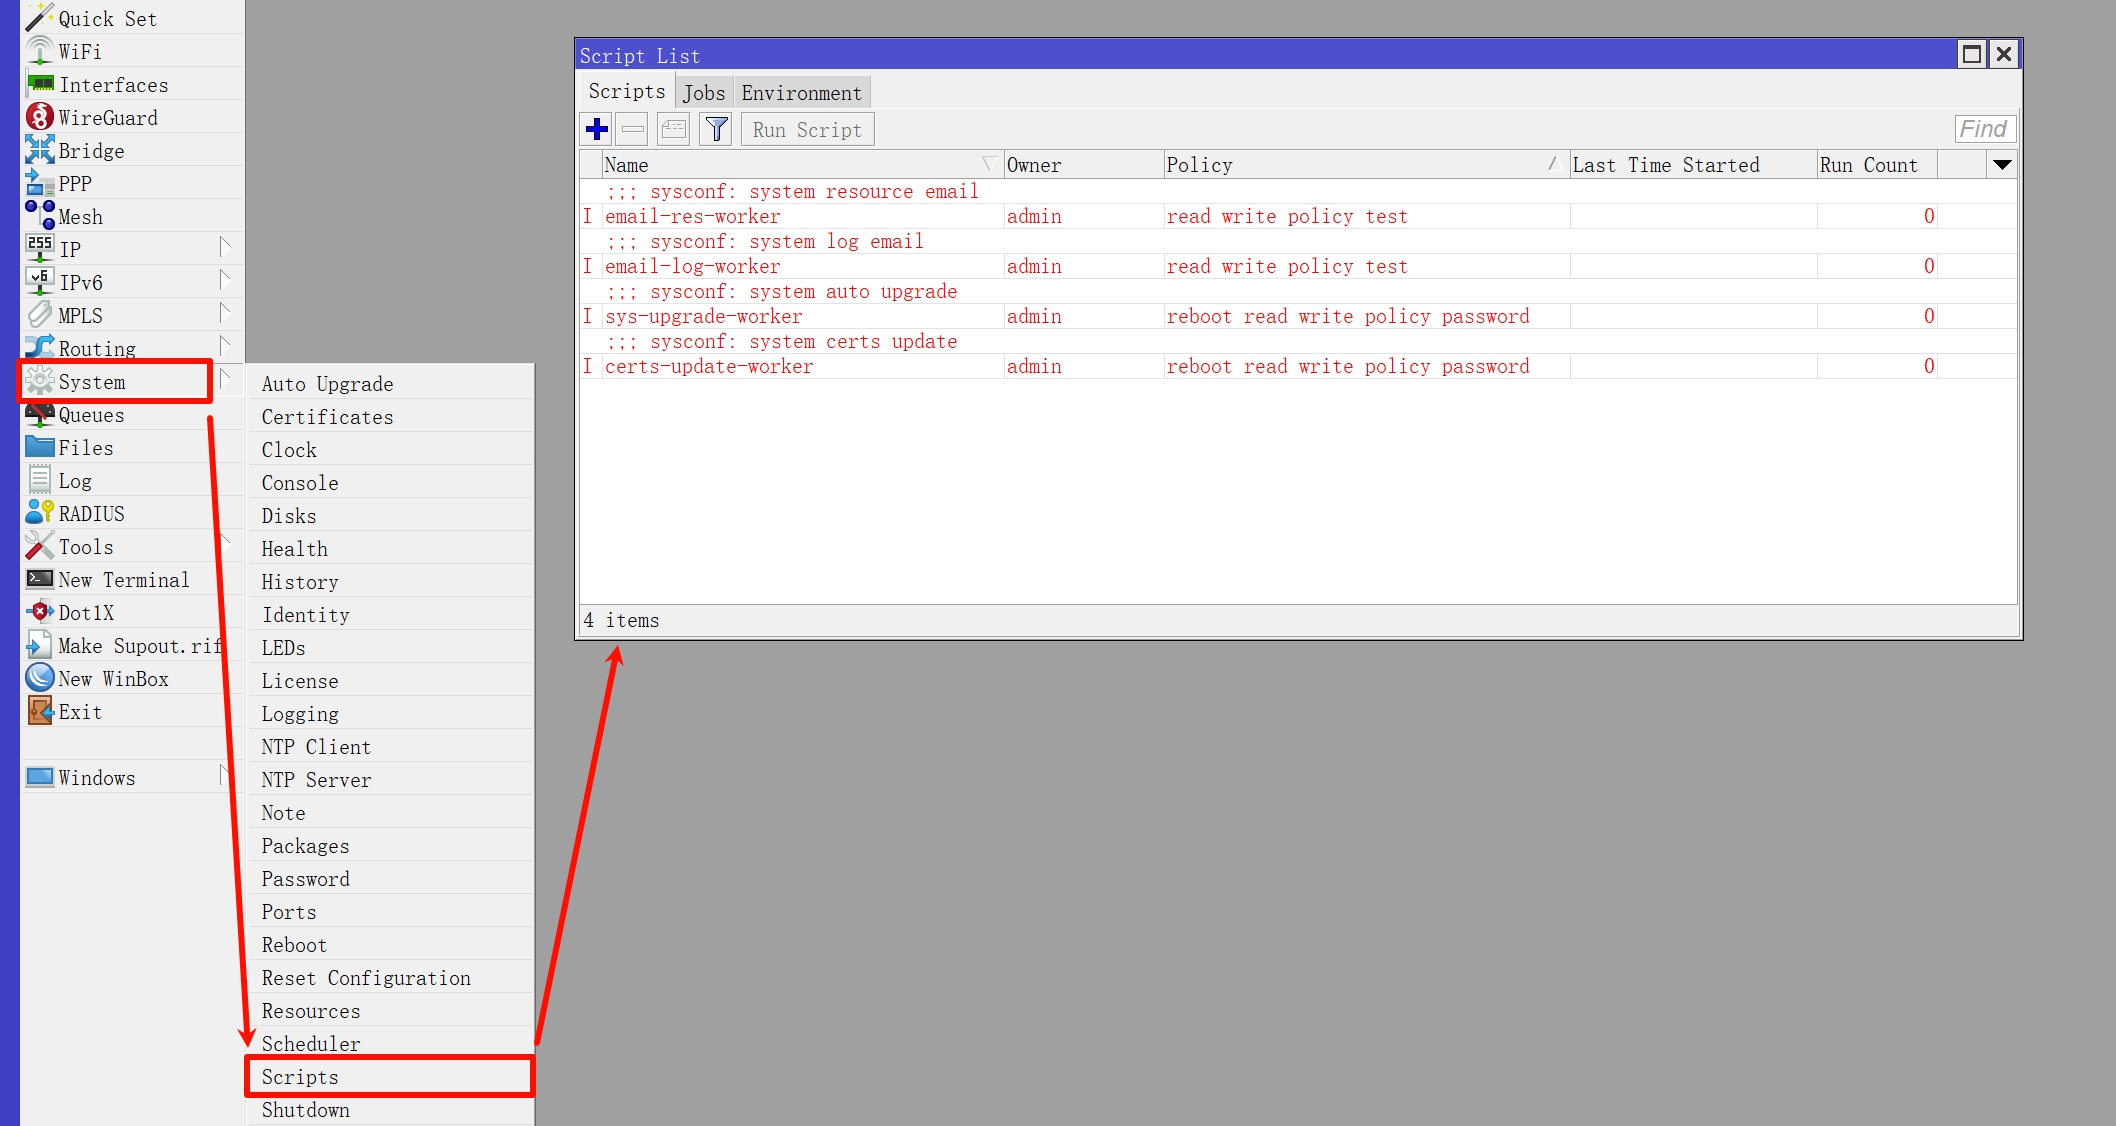 Quick Set
WiFi
Interfaces
WireGuard
Bridge
PPP
Mesh
255
IP
v6
IPv6
MPLS
Routing
System
Queues
Files
Log
RADIUS
Tools
New Terminal
Dot1X
Make Supout.rif
New WinBox
Exit
Windows
Auto Upgrade
Certificates
Clock
Console
Disks
Health
History
Identity
LEDs
License
Logging
NTP Client
NTP Server
Note
Packages
Password
Ports
Reboot
Reset Configuration
Resources
Scheduler
Scripts
Shutdown
Script List
Scripts Jobs Environment
Run Script Find
Name Owner Policy Last Time Started Run Count
;;; sysconf: system resource email
I email-res-worker admin read write policy test 0
;;; sysconf: system log email
I email-log-worker admin read write policy test 0
;;; sysconf: system auto upgrade
I sys-upgrade-worker admin reboot read write policy password 0
;;; sysconf: system certs update
I certs-update-worker admin reboot read write policy password 0
4 items